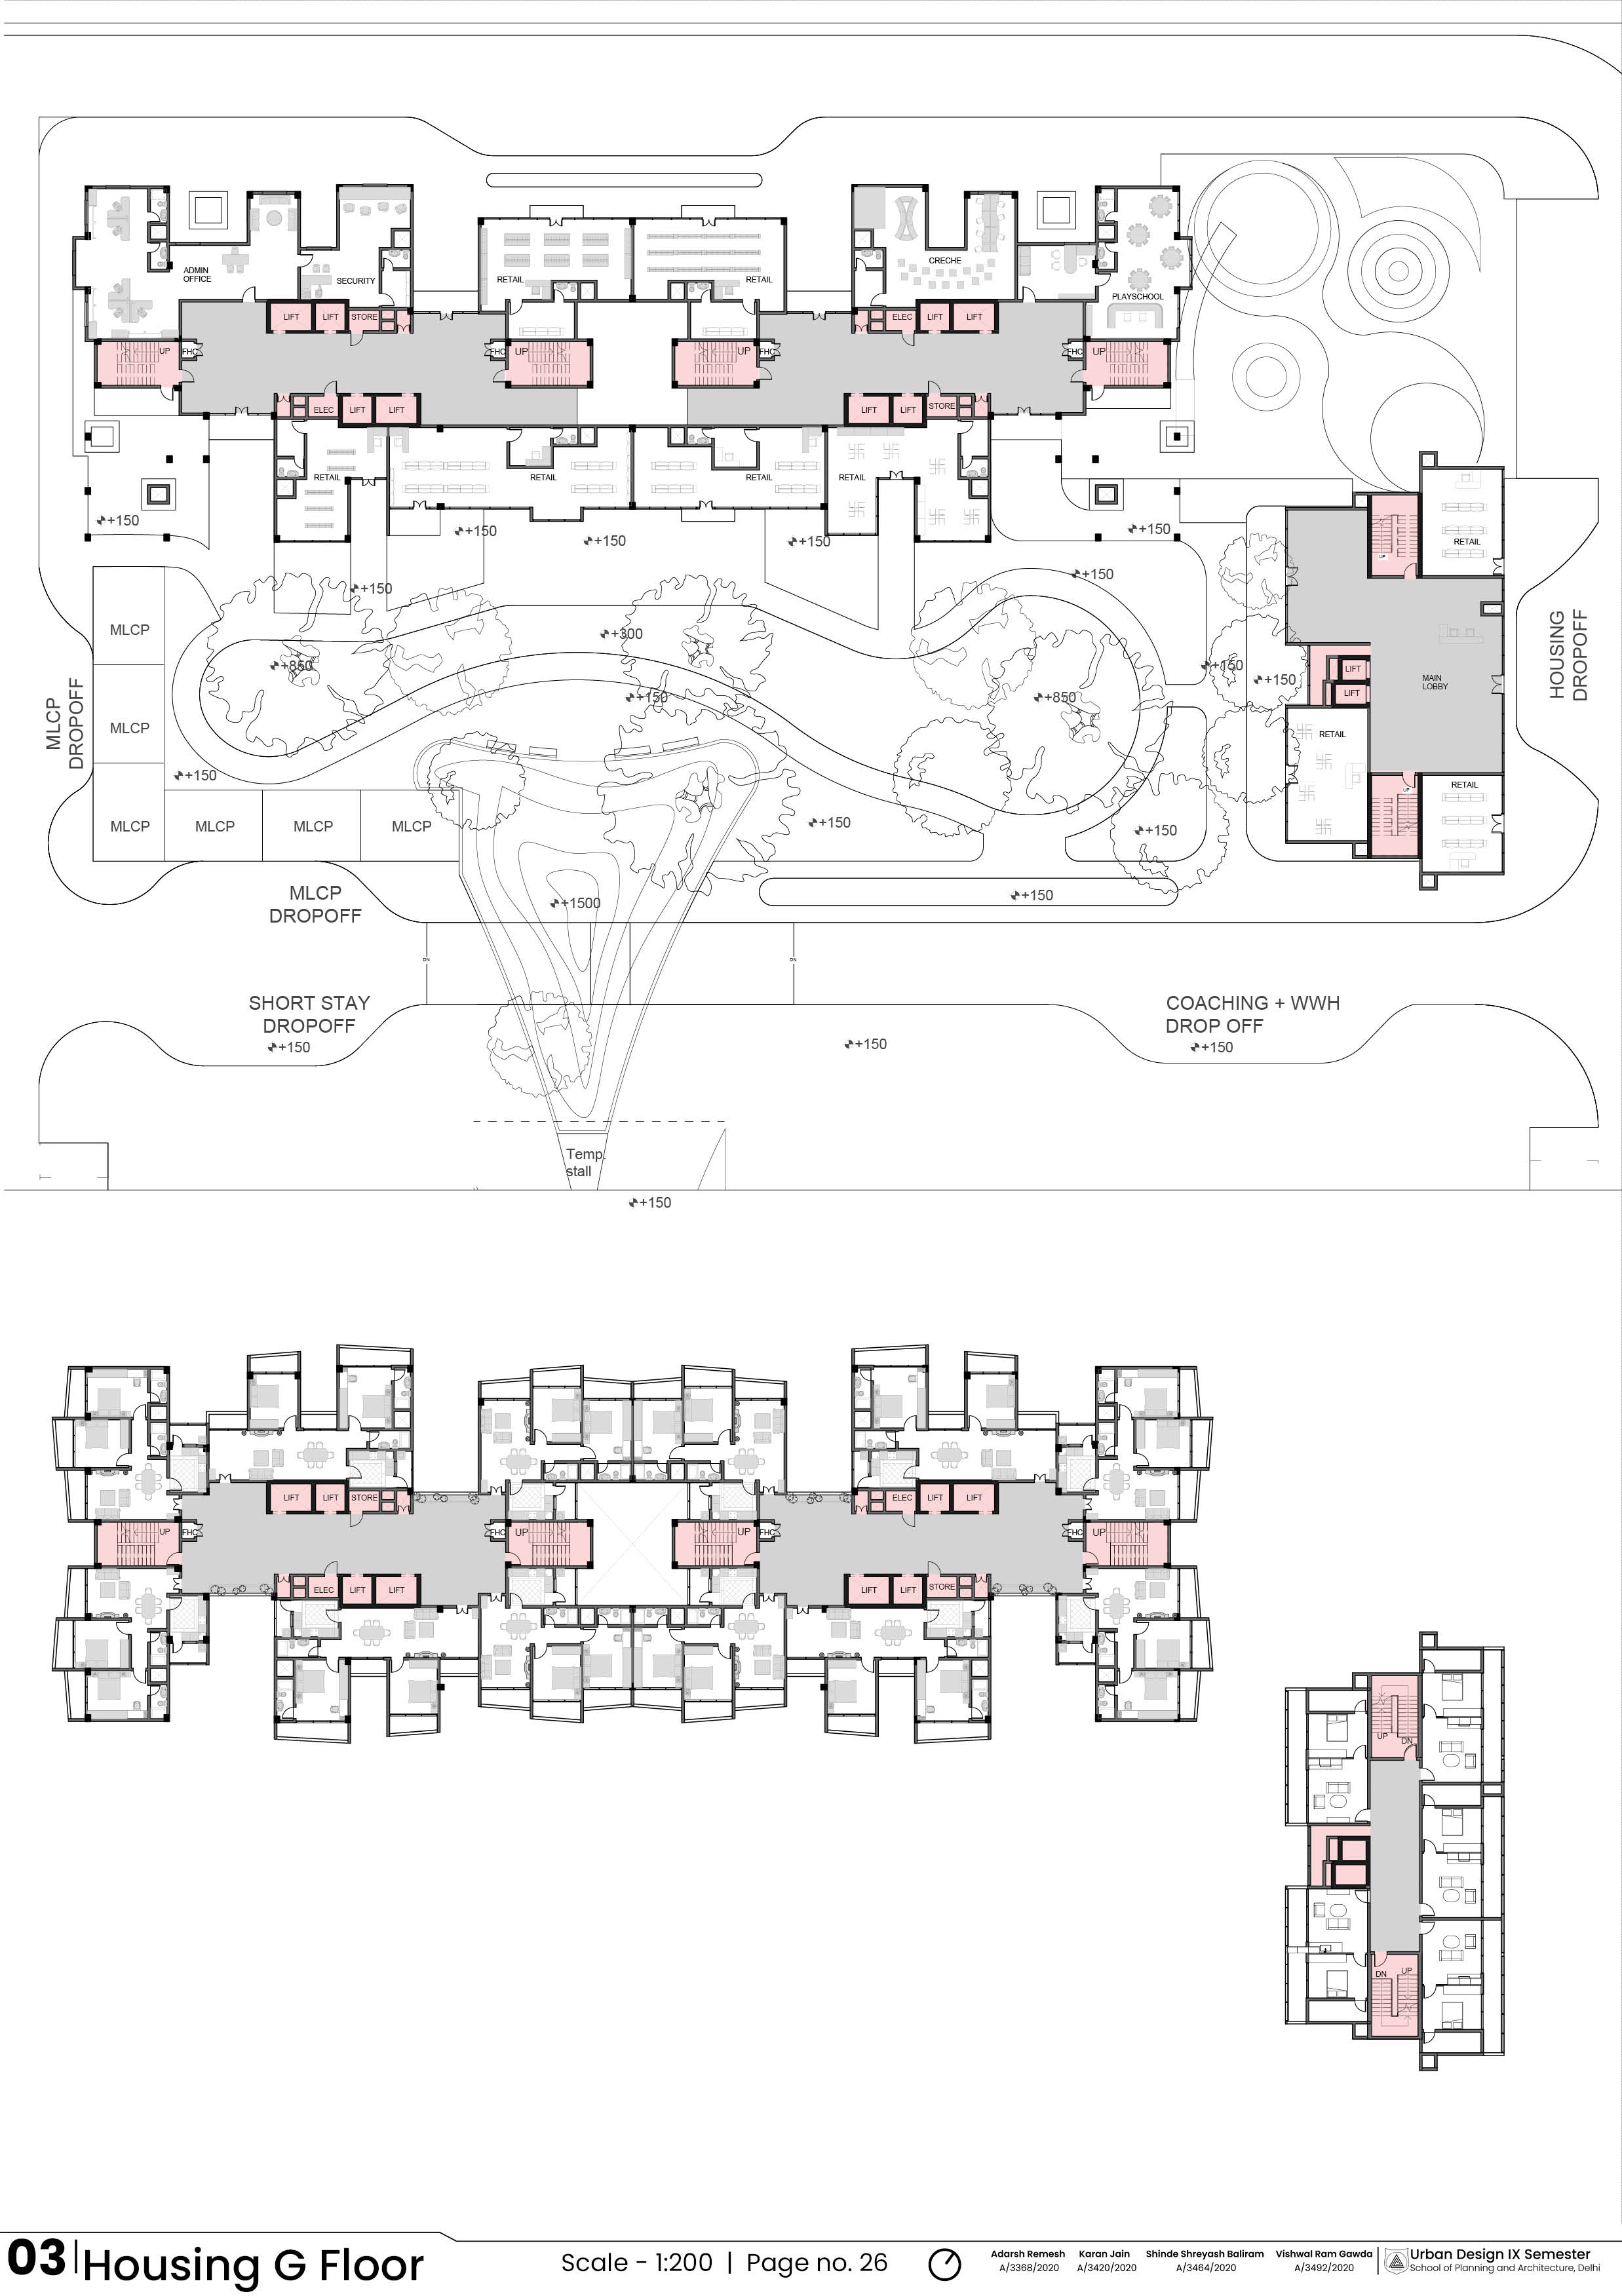 ADMIN
OFFICE
SECURITY
RETAIL
RETAIL
CRECHE
PLAYSCHOOL
LIFT
LIFT
STORE
ELEC
LIFT
LIFT
UP
FHC
FHC
UP
UP
FHC
FHC
UP
ELEC
LIFT
LIFT
LIFT
LIFT
STORE
RETAIL
RETAIL
RETAIL
RETAIL
+150
+150
+150
+150
+150
+150
+150
UP
RETAIL
MLCP
+300
+850
+150
+850
+150
+150
LIFT
LIFT
MAIN
LOBBY
HOUSING
DROPOFF
MLCP
DROPOFF
MLCP
RETAIL
+150
UP
RETAIL
MLCP
MLCP
MLCP
MLCP
+150
+150
MLCP
DROPOFF
+1500
+150
DN
DN
SHORT STAY
DROPOFF
+150
+150
COACHING + WWH
DROP OFF
+150
Temp.
stall
+150
LIFT
LIFT
STORE
ELEC
LIFT
LIFT
UP
FHC
FHC
UP
UP
FHC
FHC
UP
ELEC
LIFT
LIFT
LIFT
LIFT
STORE
UP
DN
DN
UP
03 Housing G Floor
Scale - 1:200 | Page no. 26
Adarsh Remesh
A/3368/2020
Karan Jain
A/3420/2020
Shinde Shreyash Baliram
A/3464/2020
Vishwal Ram Gawda
A/3492/2020
Urban Design IX Semester
School of Planning and Architecture, Delhi